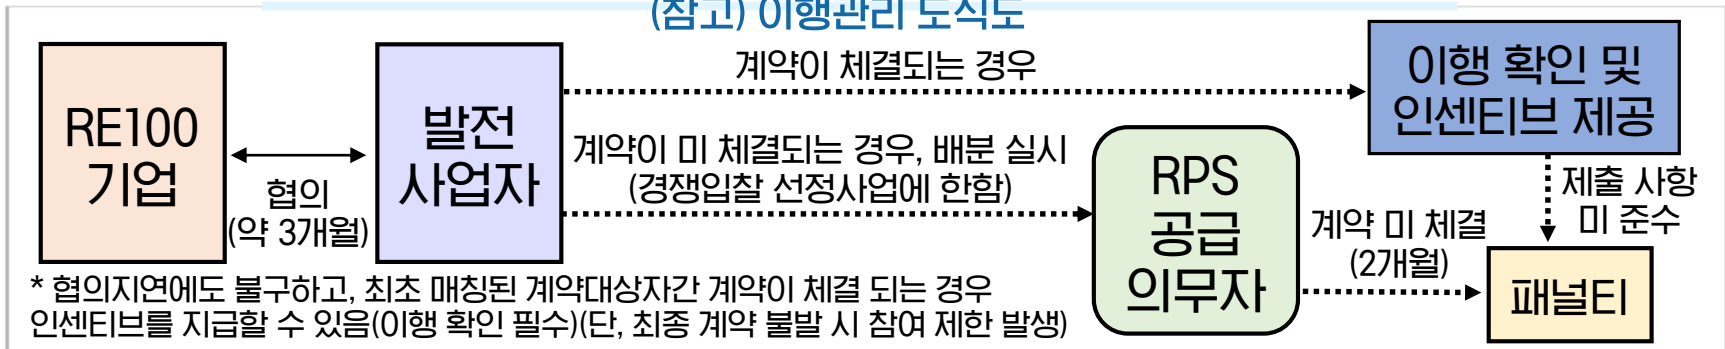 (참고) 이행관리 도식도
RE100
기업
협의
(약 3개월)
발전
사업자
계약이 체결되는 경우
계약이 미 체결되는 경우, 배분 실시
(경쟁입찰 선정사업에 한함)
RPS
공급
의무자
이행 확인 및
인센티브 제공
제출 사항
미 준수
계약 미 체결
(2개월)
패널티
* 협의지연에도 불구하고, 최초 매칭된 계약대상자간 계약이 체결 되는 경우
인센티브를 지급할 수 있음(이행 확인 필수)(단, 최종 계약 불발 시 참여 제한 발생)